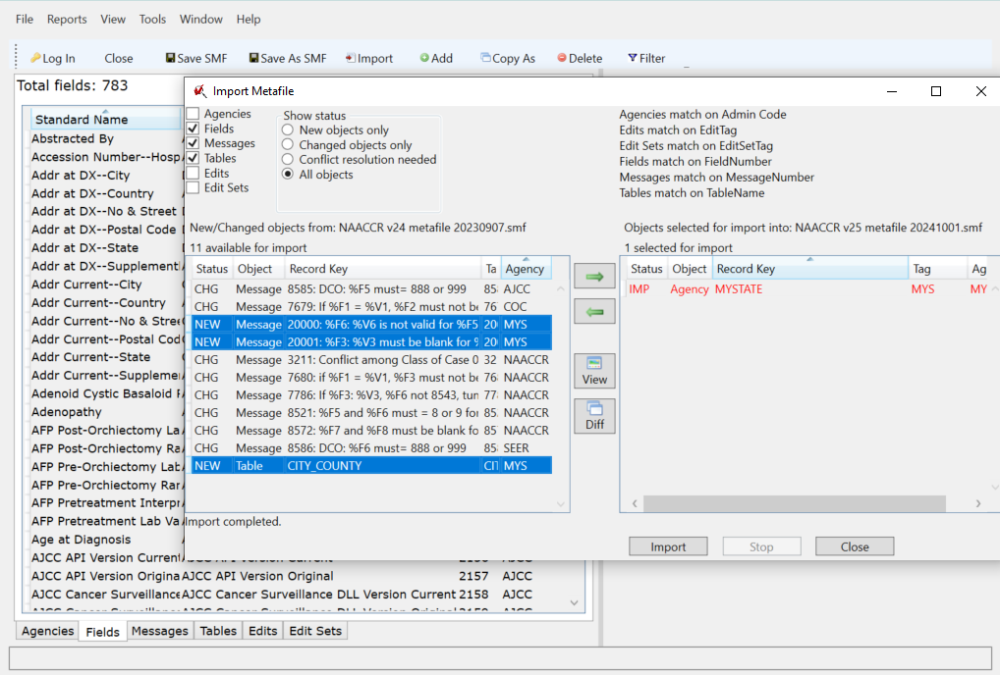 File Reports View Tools Window Help
Log In Close Save SMF Save As SMF Import Add Copy As Delete Filter
Total fields: 783
Standard Name
Abstracted By
Accession Number--Hosp
Addr at DX--City
Addr at DX--Country
Addr at DX--No & Street
Addr at DX--Postal Code
Addr at DX--State
Addr at DX--Supplement
Addr Current--City
Addr Current--Country
Addr Current--No & Stree
Addr Current--Postal Cod
Addr Current--State
Addr Current--Suppleme
Adenoid Cystic Basaloid
Adenopathy
AFP Post-Orchiectomy La
AFP Post-Orchiectomy Ra
AFP Pre-Orchiectomy Lab
AFP Pre-Orchiectomy Ran
AFP Pretreatment Interpr
AFP Pretreatment Lab Va
Age at Diagnosis
AJCC API Version Current AJCC API Version Current 2156 AJCC
AJCC API Version Origina AJCC API Version Original 2157 AJCC
AJCC Cancer Surveillance AJCC Cancer Surveillance DLL Version Current 2158 AJCC
Agencies Fields Messages Tables Edits Edit Sets
Import Metafile
Agencies
Fields
Messages
Tables
Edits
Edit Sets
Show status
New objects only
Changed objects only
Conflict resolution needed
All objects
Agencies match on Admin Code
Edits match on EditTag
Edit Sets match on EditSetTag
Fields match on FieldNumber
Messages match on MessageNumber
Tables match on TableName
New/Changed objects from: NAACCR v24 metafile 20230907.smf
11 available for import
Status Object Record Key Ta Agency
CHG Message 8585: DCO: %F5 must= 888 or 999 85 AJCC
CHG Message 7679: If %F1 = %V1, %F2 must not be 76 COC
NEW Message 20000: %F6: %V6 is not valid for %F5 20 MYS
NEW Message 20001: %F3: %V3 must be blank for % 20 MYS
CHG Message 3211: Conflict among Class of Case 0 32 NAACCR
CHG Message 7680: if %F1 = %V1, %F3 must not be 76 NAACCR
CHG Message 7786: If %F3: %V3, %F6 not 8543, tun 77 NAACCR
CHG Message 8521: %F5 and %F6 must = 8 or 9 for 85 NAACCR
CHG Message 8572: %F7 and %F8 must be blank fo 85 NAACCR
CHG Message 8586: DCO: %F6 must= 888 or 999 85 SEER
NEW Table CITY_COUNTY CIT MYS
Import completed.
View
Diff
Objects selected for import into: NAACCR v25 metafile 20241001.smf
1 selected for import
Status Object Record Key Tag Ag
IMP Agency MYSTATE MYS MY
Import Stop Close